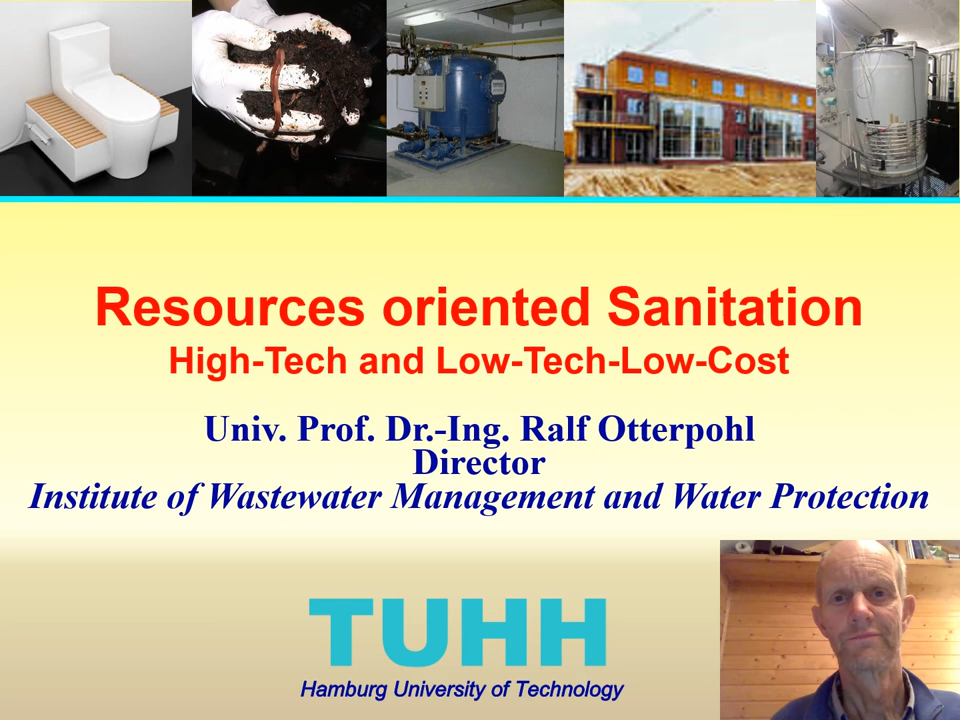 Resources oriented Sanitation
High-Tech and Low-Tech-Low-Cost
Univ. Prof. Dr.-Ing. Ralf Otterpohl
Director
Institute of Wastewater Management and Water Protection
TUHH
Hamburg University of Technology